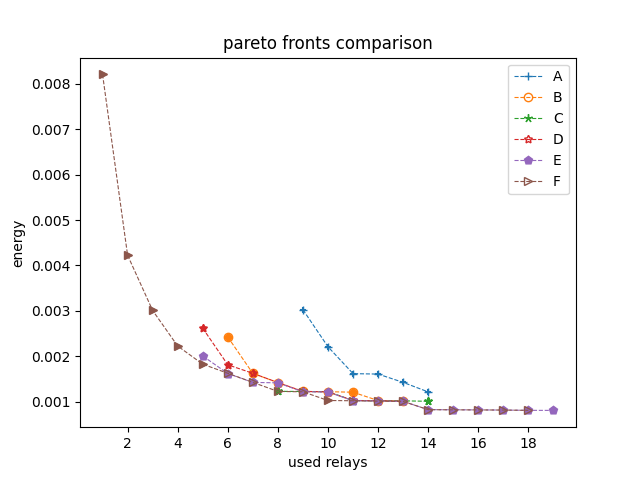 pareto fronts comparison
0.008
0.007
0.006
0.005
0.004
0.003
0.002
0.001
energy
A
B
C
D
E
F
2 4 6 8 10 12 14 16 18
used relays